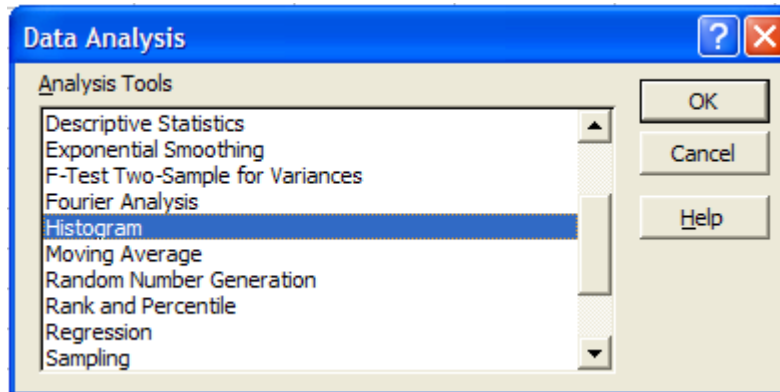 Data Analysis
?
Analysis Tools
Descriptive Statistics
Exponential Smoothing
F-Test Two-Sample for Variances
Fourier Analysis
Histogram
Moving Average
Random Number Generation
Rank and Percentile
Regression
Sampling
OK
Cancel
Help